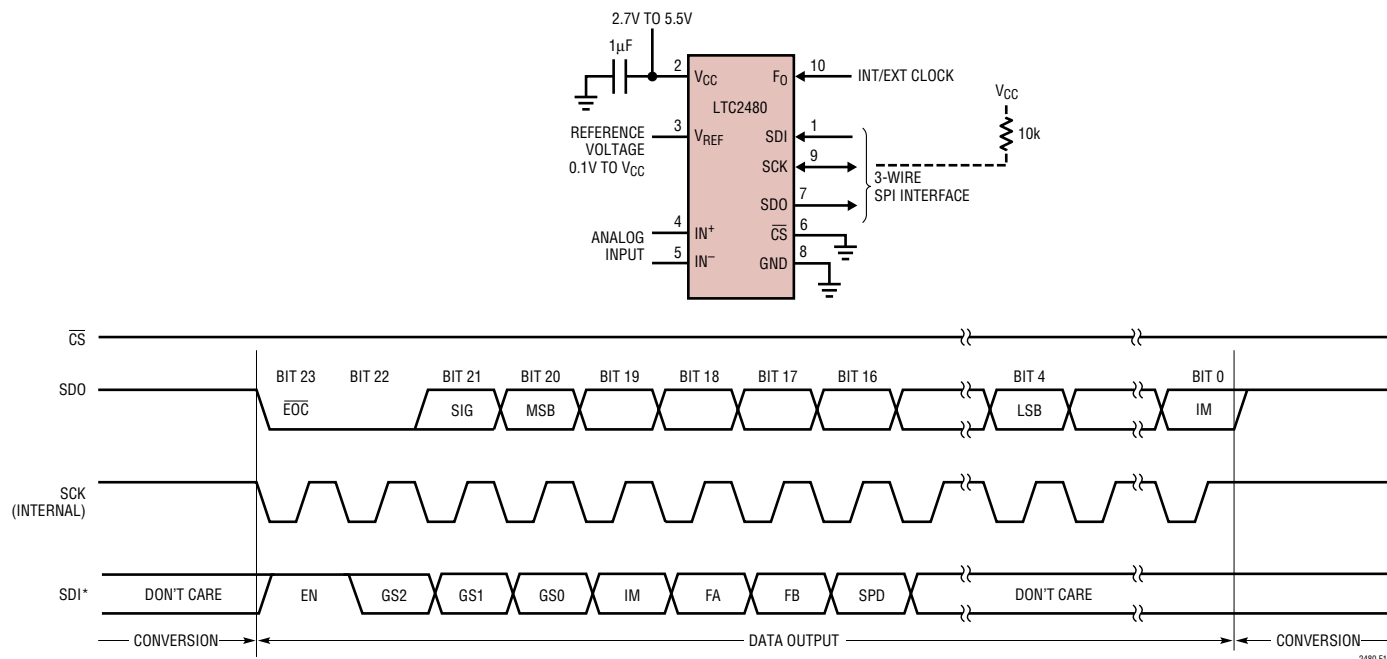 2.7V TO 5.5V
1µF
2
VCC
FO
10
INT/EXT CLOCK
LTC2480
VCC
10k
REFERENCE
VOLTAGE
0.1V TO VCC
3
VREF
SDI
1
SCK
9
3-WIRE
SPI INTERFACE
SDO
7
ANALOG
INPUT
4
IN+
CS
6
5
IN–
GND
8
CS
SDO
BIT 23
BIT 22
BIT 21
BIT 20
BIT 19
BIT 18
BIT 17
BIT 16
BIT 4
BIT 0
EOC
SIG
MSB
LSB
IM
SCK
(INTERNAL)
SDI*
DON'T CARE
EN
GS2
GS1
GS0
IM
FA
FB
SPD
DON'T CARE
CONVERSION
DATA OUTPUT
CONVERSION